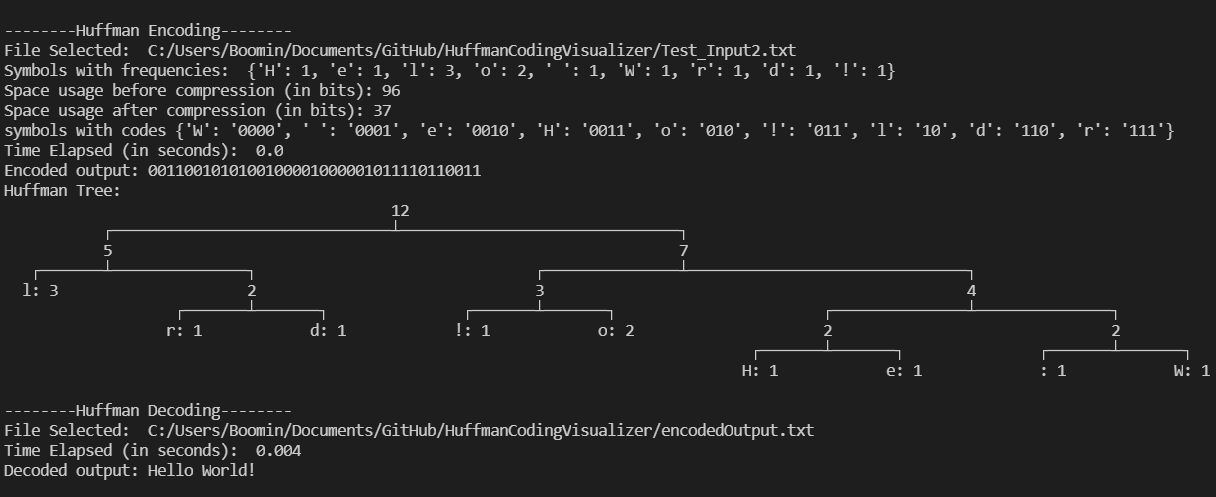 --------Huffman Encoding--------
File Selected:  C:/Users/Boomin/Documents/GitHub/HuffmanCodingVisualizer/Test_Input2.txt
Symbols with frequencies:  {'H': 1, 'e': 1, 'l': 3, 'o': 2, ' ': 1, 'W': 1, 'r': 1, 'd': 1, '!': 1}
Space usage before compression (in bits): 96
Space usage after compression (in bits): 37
symbols with codes {'W': '0000', ' ': '0001', 'e': '0010', 'H': '0011', 'o': '010', '!': '011', 'l': '10', 'd': '110', 'r': '111'}
Time Elapsed (in seconds):  0.0
Encoded output: 0011001010100100001000001011110110011
Huffman Tree:
12
5 7
l: 3 2 3 4
r: 1 d: 1 !: 1 o: 2 2 2
H: 1 e: 1 : 1 W: 1
--------Huffman Decoding--------
File Selected:  C:/Users/Boomin/Documents/GitHub/HuffmanCodingVisualizer/encodedOutput.txt
Time Elapsed (in seconds):  0.004
Decoded output: Hello World!